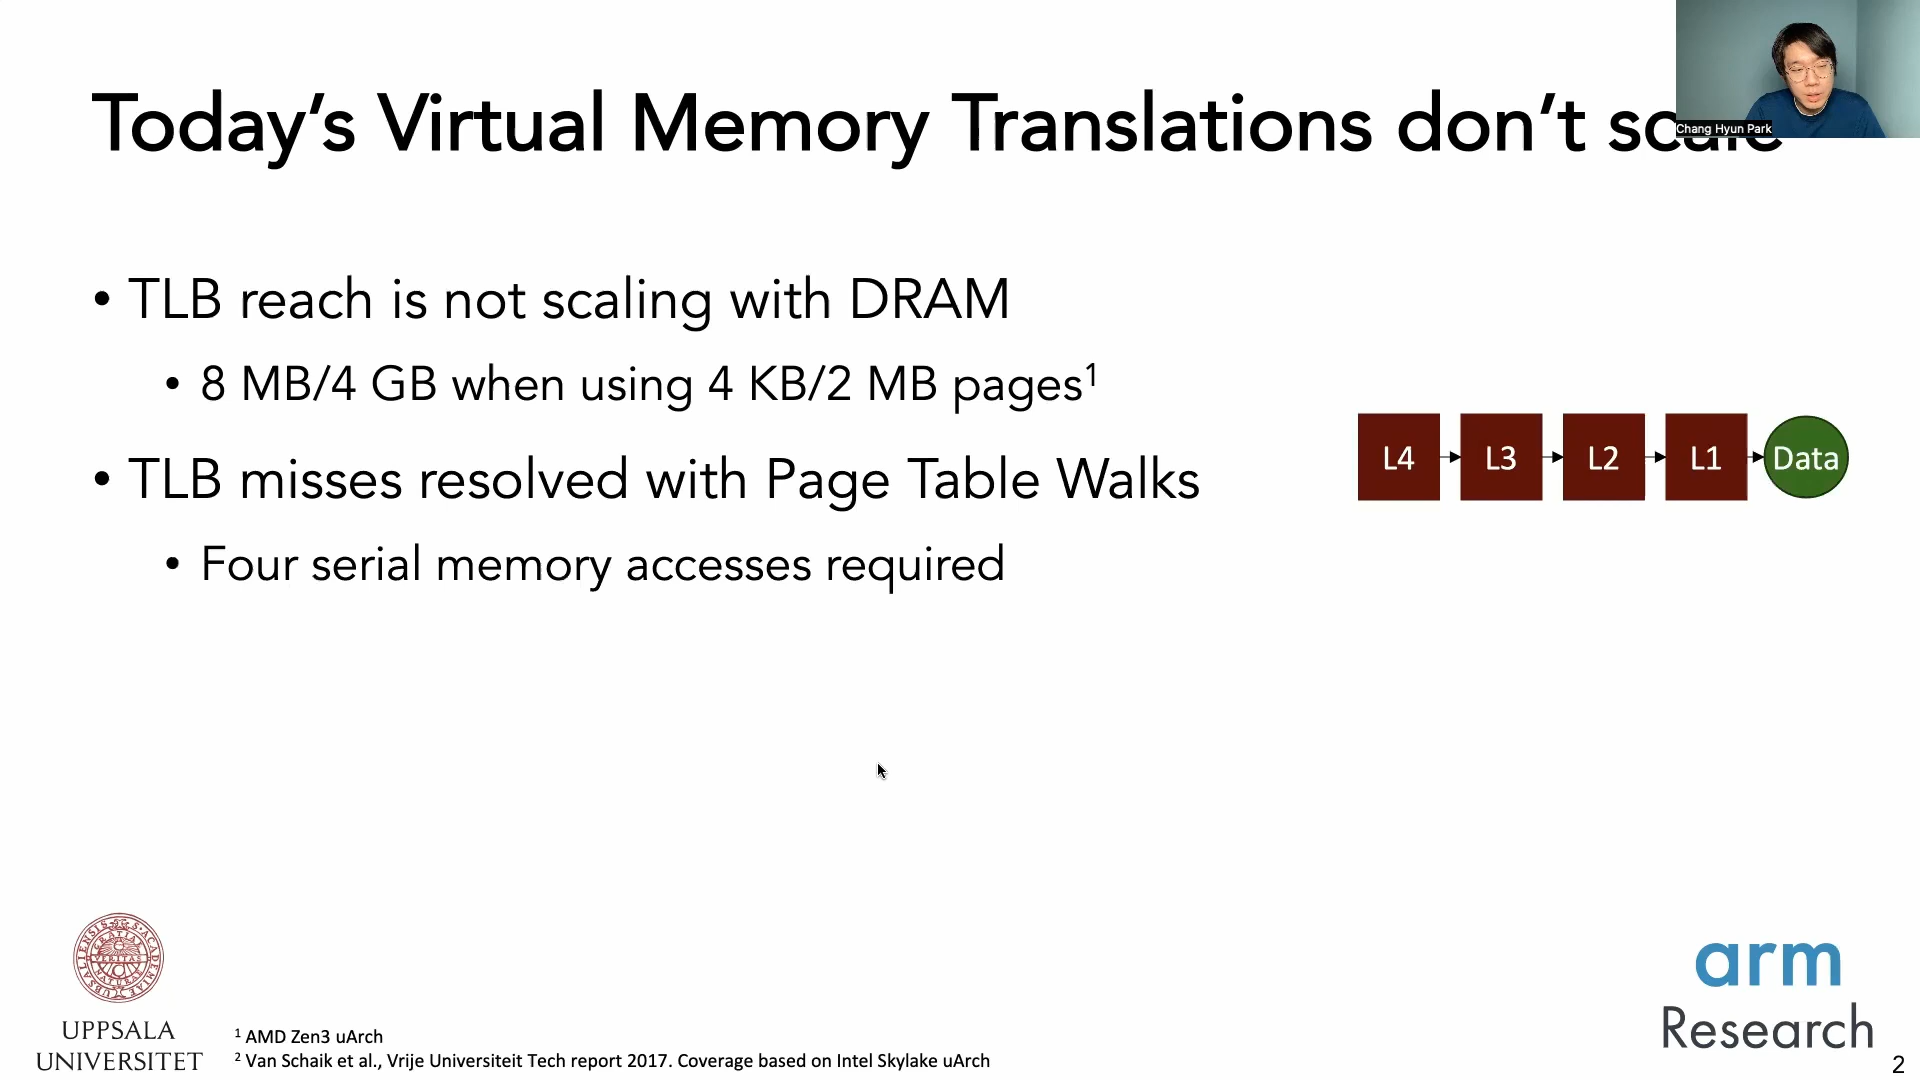 Today's Virtual Memory Translations don't scale
Chang Hyun Park
• TLB reach is not scaling with DRAM
• 8 MB/4 GB when using 4 KB/2 MB pages¹
• TLB misses resolved with Page Table Walks
• Four serial memory accesses required
L4 L3 L2 L1 Data
UPPSALA
UNIVERSITET
¹ AMD Zen3 uArch
² Van Schaik et al., Vrije Universiteit Tech report 2017. Coverage based on Intel Skylake uArch
arm
Research
2